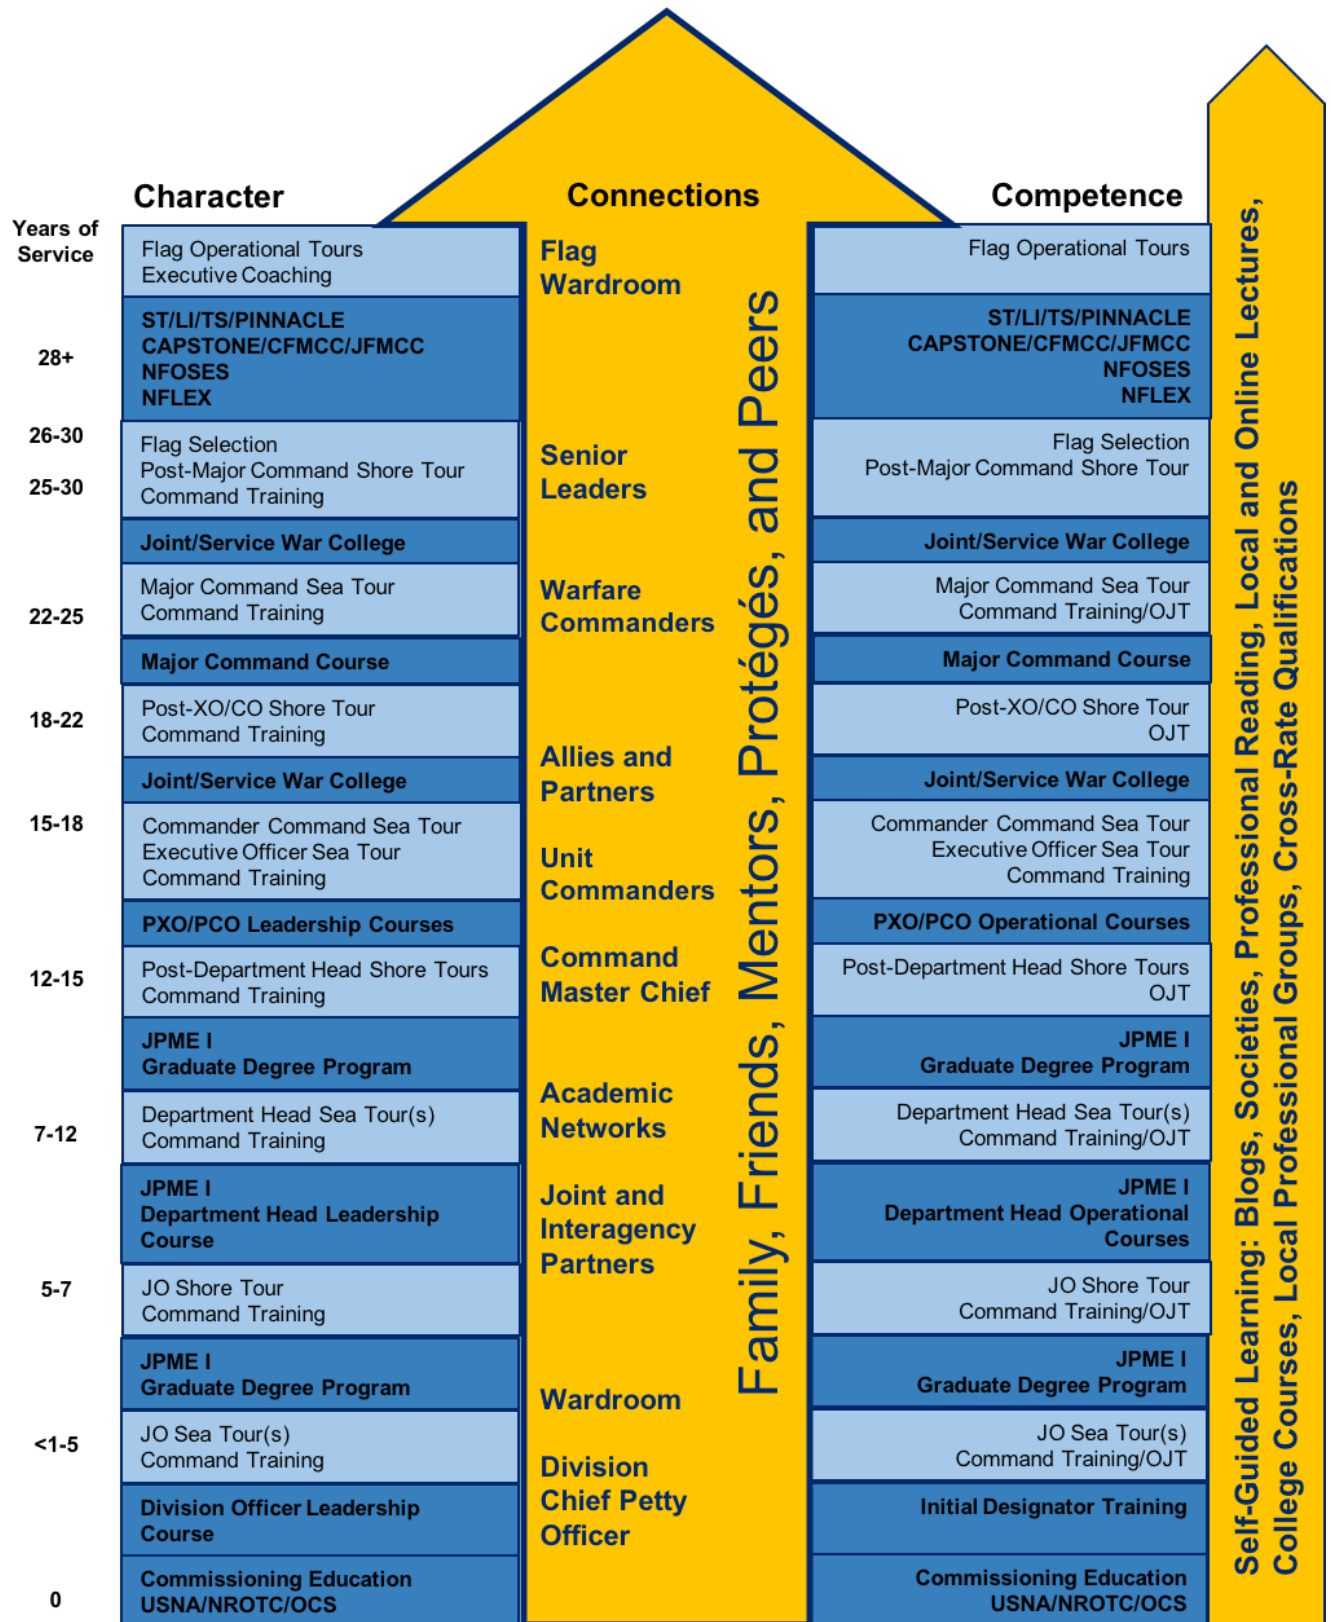 Character
Connections
Competence
Years of
Service
28+
26-30
25-30
22-25
18-22
15-18
12-15
7-12
5-7
<1-5
0
Flag Operational Tours
Executive Coaching
ST/LI/TS/PINNACLE
CAPSTONE/CFMCC/JFMCC
NFOSES
NFLEX
Flag Selection
Post-Major Command Shore Tour
Command Training
Joint/Service War College
Major Command Sea Tour
Command Training
Major Command Course
Post-XO/CO Shore Tour
Command Training
Joint/Service War College
Commander Command Sea Tour
Executive Officer Sea Tour
Command Training
PXO/PCO Leadership Courses
Post-Department Head Shore Tours
Command Training
JPME I
Graduate Degree Program
Department Head Sea Tour(s)
Command Training
JPME I
Department Head Leadership
Course
JO Shore Tour
Command Training
JPME I
Graduate Degree Program
JO Sea Tour(s)
Command Training
Division Officer Leadership
Course
Commissioning Education
USNA/NROTC/OCS
Flag
Wardroom
Senior
Leaders
Warfare
Commanders
Allies and
Partners
Unit
Commanders
Command
Master Chief
Academic
Networks
Joint and
Interagency
Partners
Wardroom
Division
Chief Petty
Officer
Family, Friends, Mentors, Protégés, and Peers
Flag Operational Tours
ST/LI/TS/PINNACLE
CAPSTONE/CFMCC/JFMCC
NFOSES
NFLEX
Flag Selection
Post-Major Command Shore Tour
Joint/Service War College
Major Command Sea Tour
Command Training/OJT
Major Command Course
Post-XO/CO Shore Tour
OJT
Joint/Service War College
Commander Command Sea Tour
Executive Officer Sea Tour
Command Training
PXO/PCO Operational Courses
Post-Department Head Shore Tours
OJT
JPME I
Graduate Degree Program
Department Head Sea Tour(s)
Command Training/OJT
JPME I
Department Head Operational
Courses
JO Shore Tour
Command Training/OJT
JPME I
Graduate Degree Program
JO Sea Tour(s)
Command Training/OJT
Initial Designator Training
Commissioning Education
USNA/NROTC/OCS
Self-Guided Learning: Blogs, Societies, Professional Reading, Local and Online Lectures,
College Courses, Local Professional Groups, Cross-Rate Qualifications